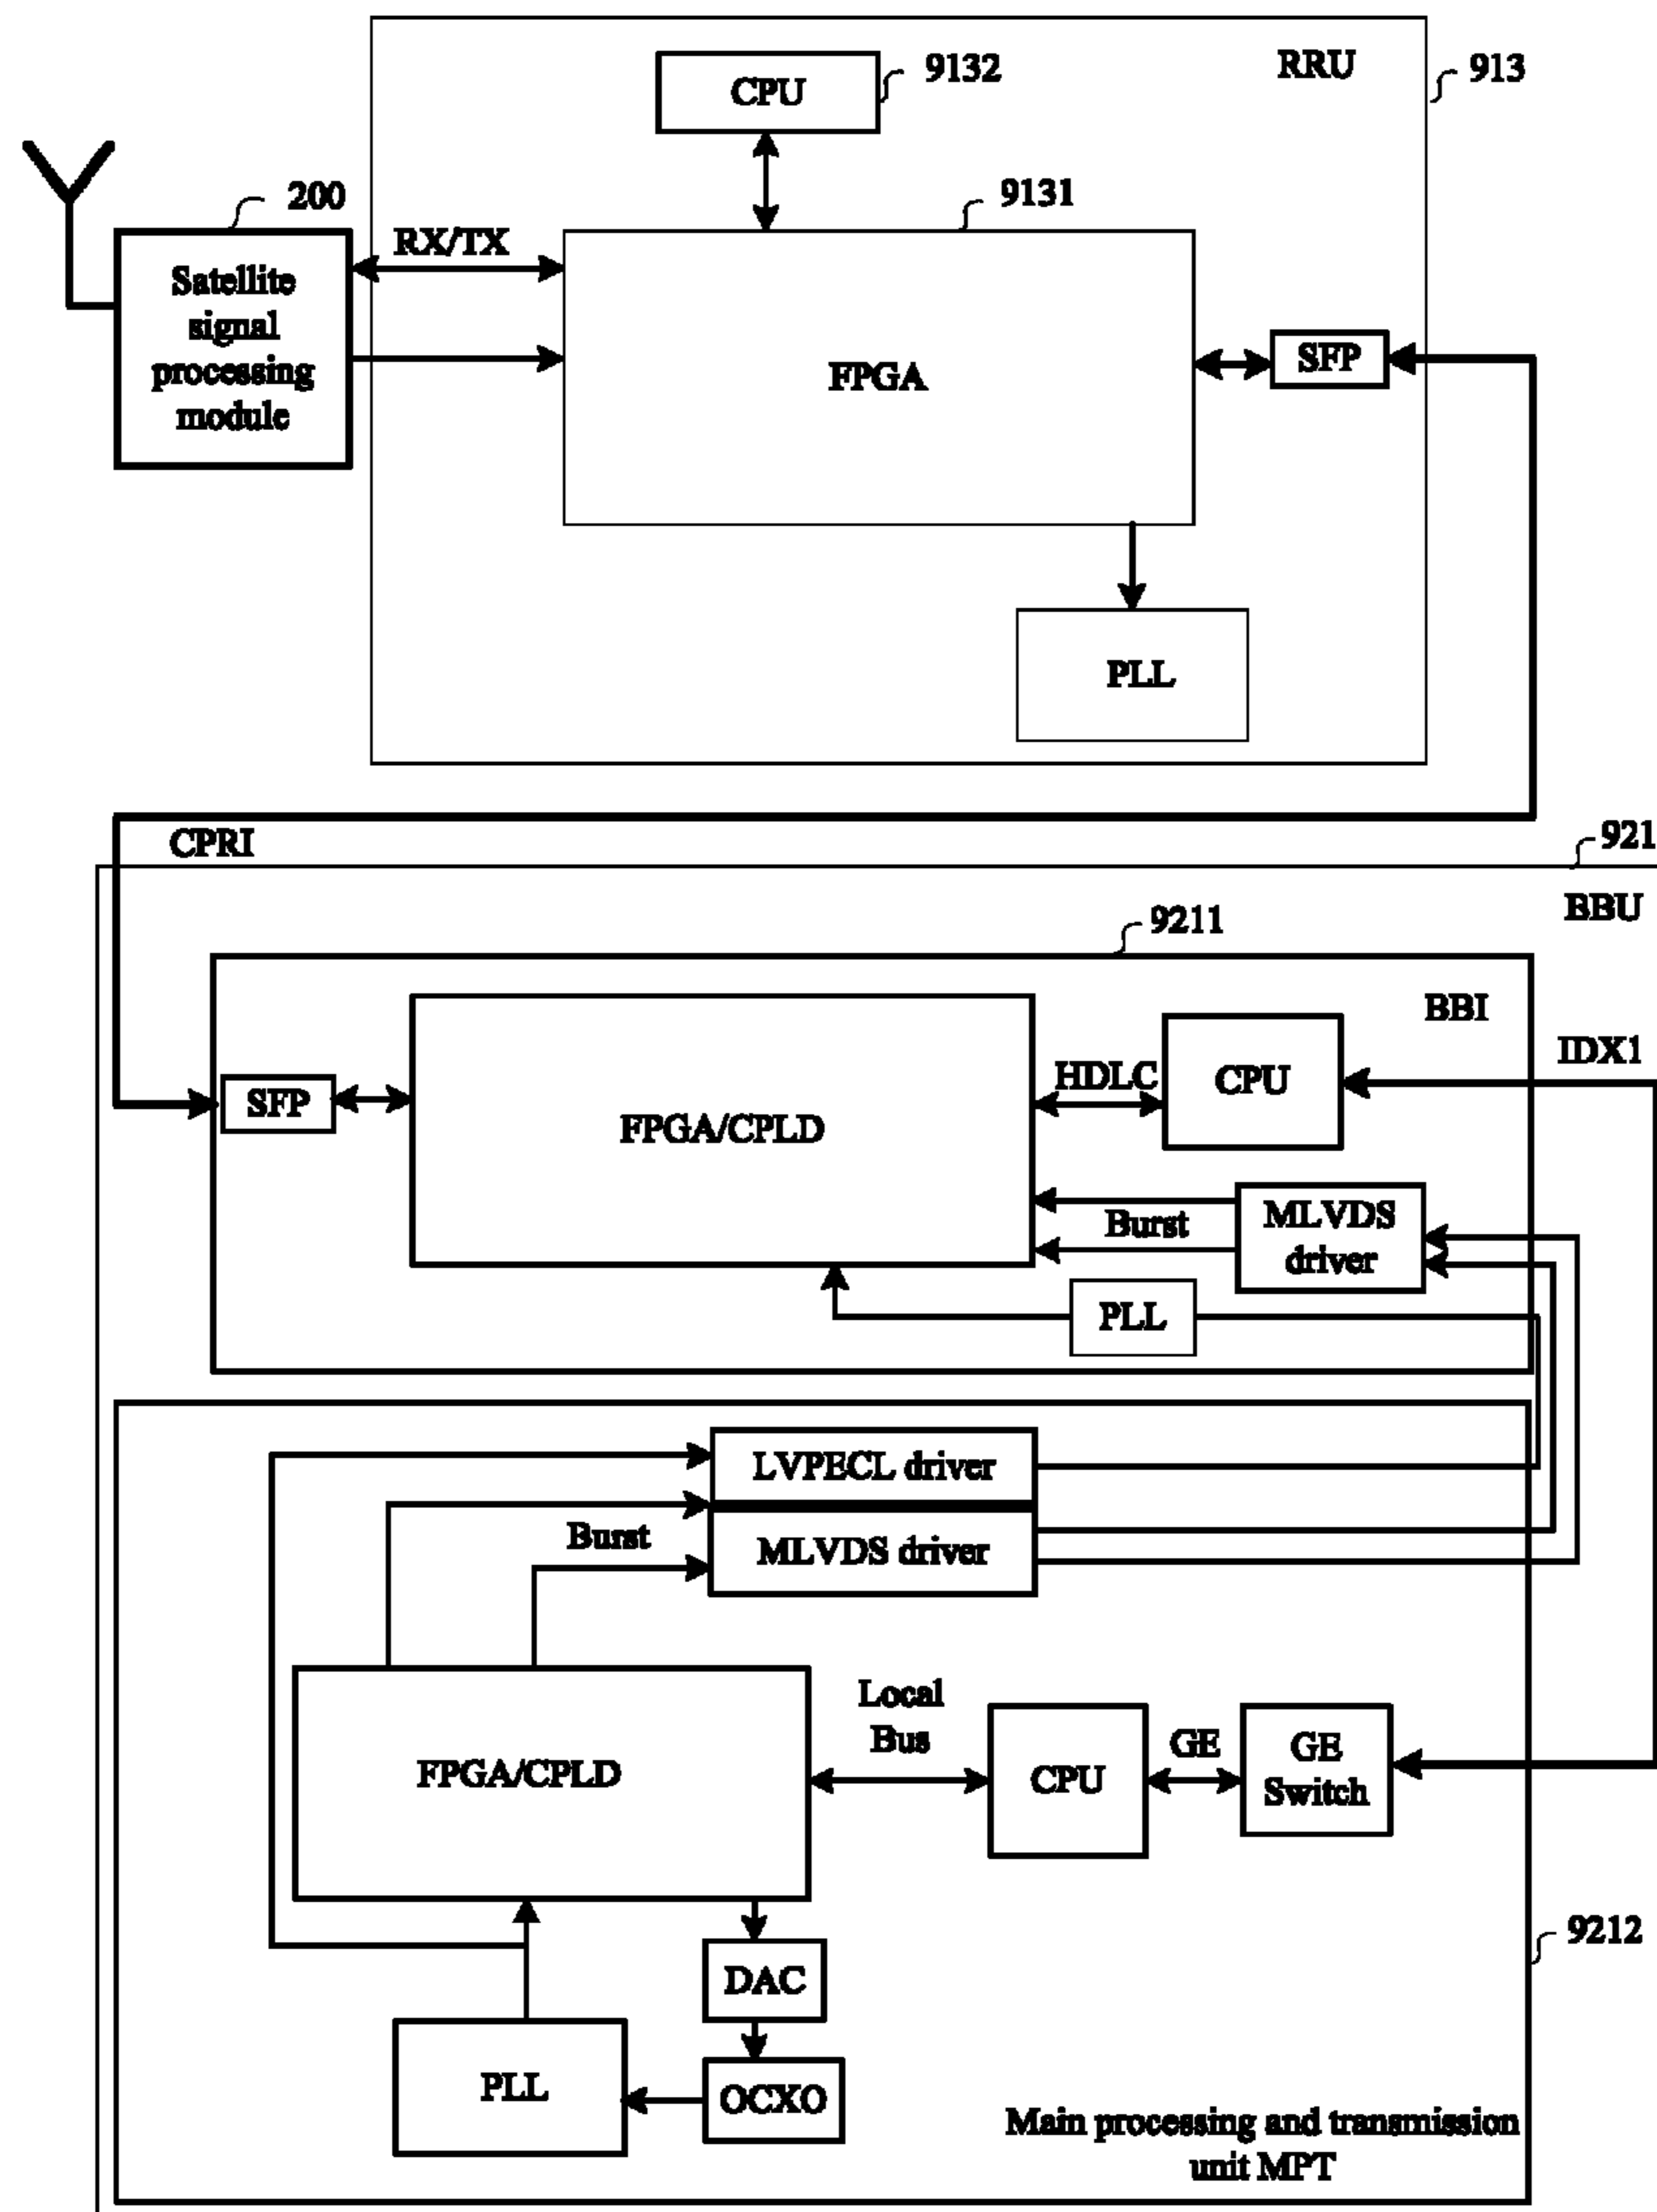 RRU
913
CPU
9132
200
9131
RX/TX
Satellite
signal
processing
module
FPGA
SFP
PLL
CPRI
921
BBU
9211
BBI
IDX1
SFP
FPGA/CPLD
HDLC
CPU
Burst
MLVDS
driver
PLL
LVPECL driver
Burst
MLVDS driver
FPGA/CPLD
Local
Bus
CPU
GE
GE
Switch
9212
DAC
PLL
OCXO
Main processing and transmission
unit MPT